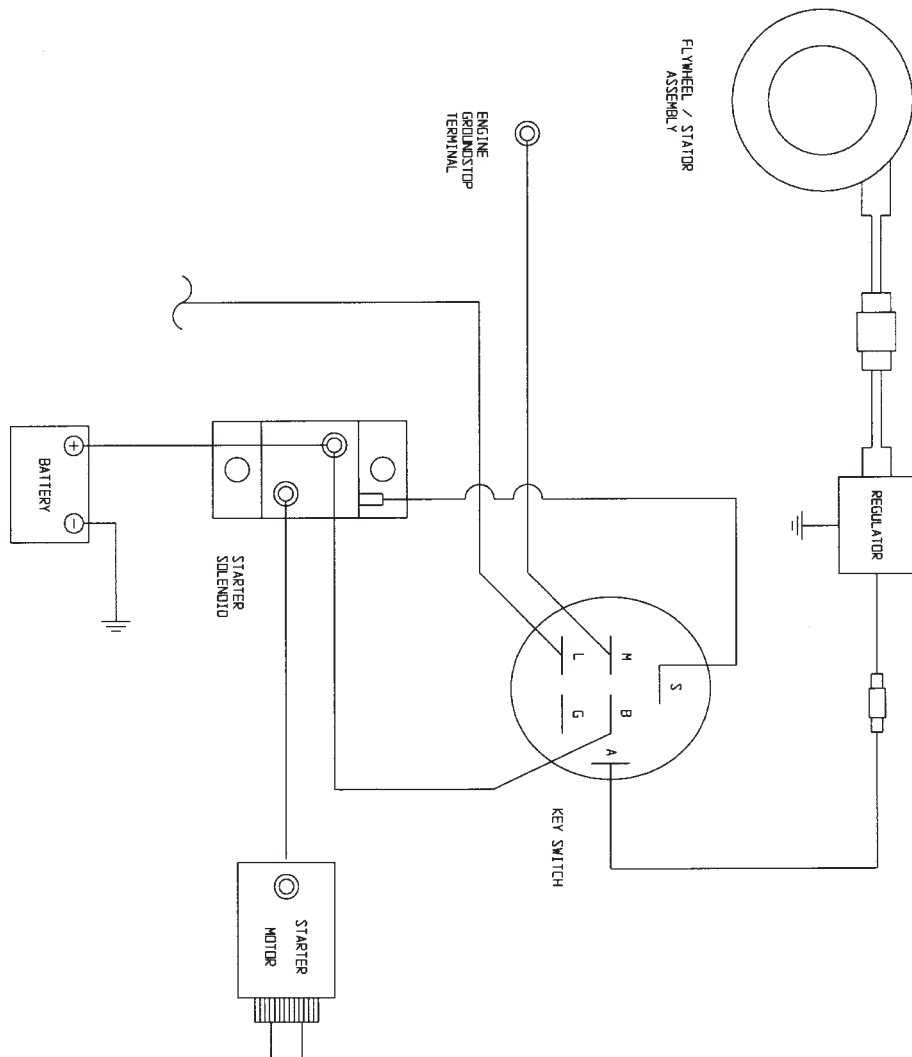 FLYWHEEL / STATOR
ASSEMBLY
ENGINE
GROUNDSTOP
TERMINAL
REGULATOR
+
BATTERY
-
STARTER
SOLENOID
M
L
S
B
G
A
KEY SWITCH
STARTER
MOTOR